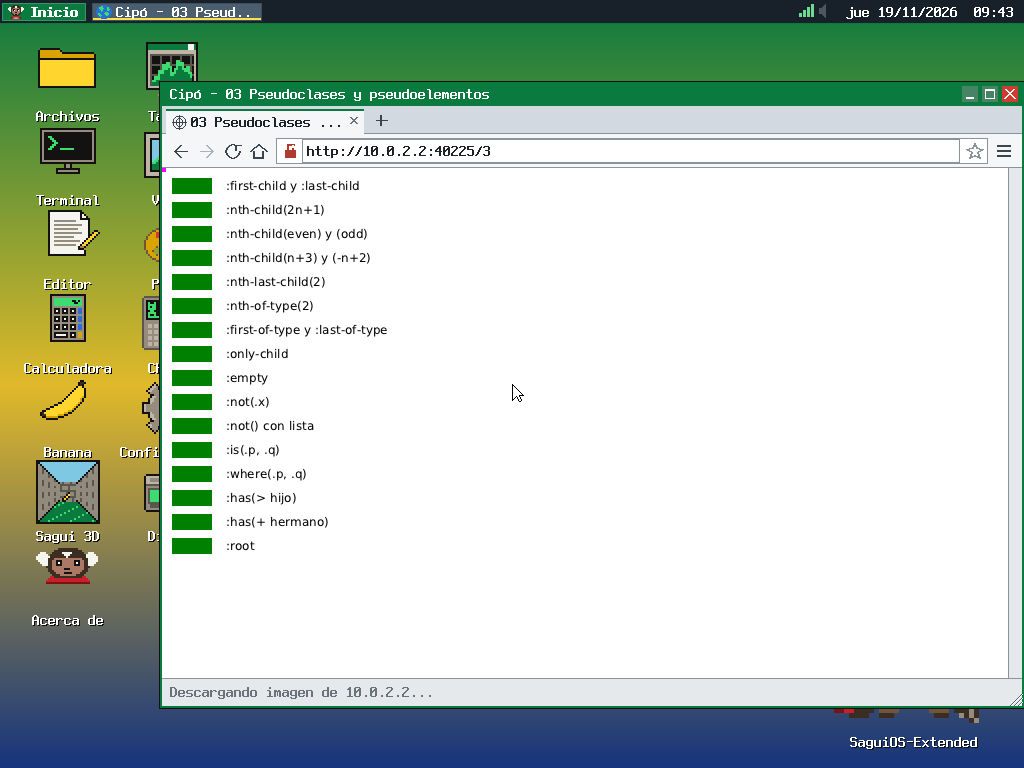 Inicio
Cipó - 03 Pseud..
jue 19/11/2026 09:43
Archivos
Terminal
Editor
Calculadora
Banana
Confi
Sagui 3D
Acerca de
Cipó - 03 Pseudoclases y pseudoelementos
03 Pseudoclases ...
http://10.0.2.2:40225/3
:first-child y :last-child
:nth-child(2n+1)
:nth-child(even) y (odd)
:nth-child(n+3) y (-n+2)
:nth-last-child(2)
:nth-of-type(2)
:first-of-type y :last-of-type
:only-child
:empty
:not(.x)
:not() con lista
:is(.p, .q)
:where(.p, .q)
:has(> hijo)
:has(+ hermano)
:root
Descargando imagen de 10.0.2.2...
SaguiOS-Extended